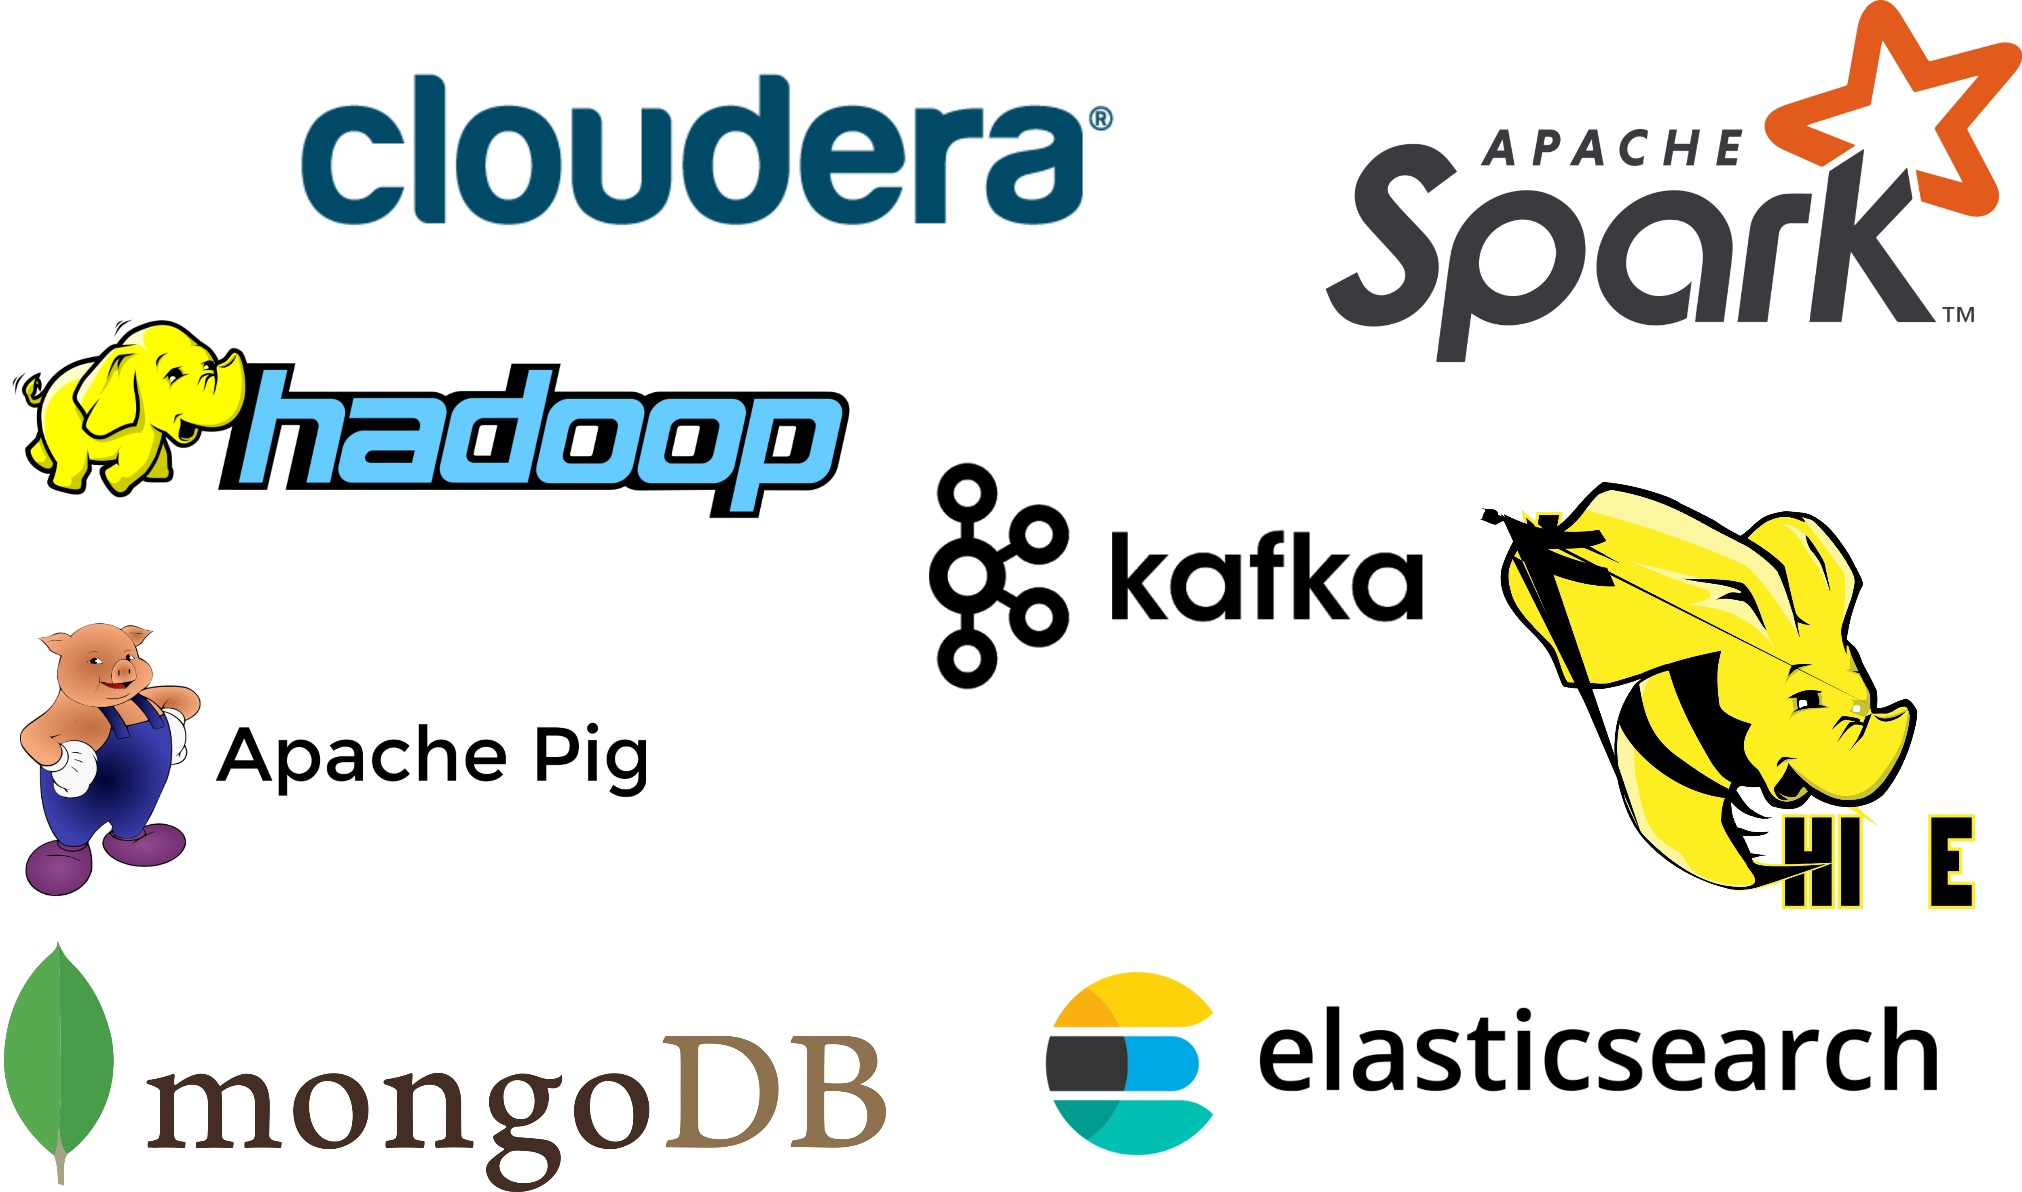 cloudera®
APACHE
Spark™
hadoop
kafka
Apache Pig
HI E
mongoDB
elasticsearch